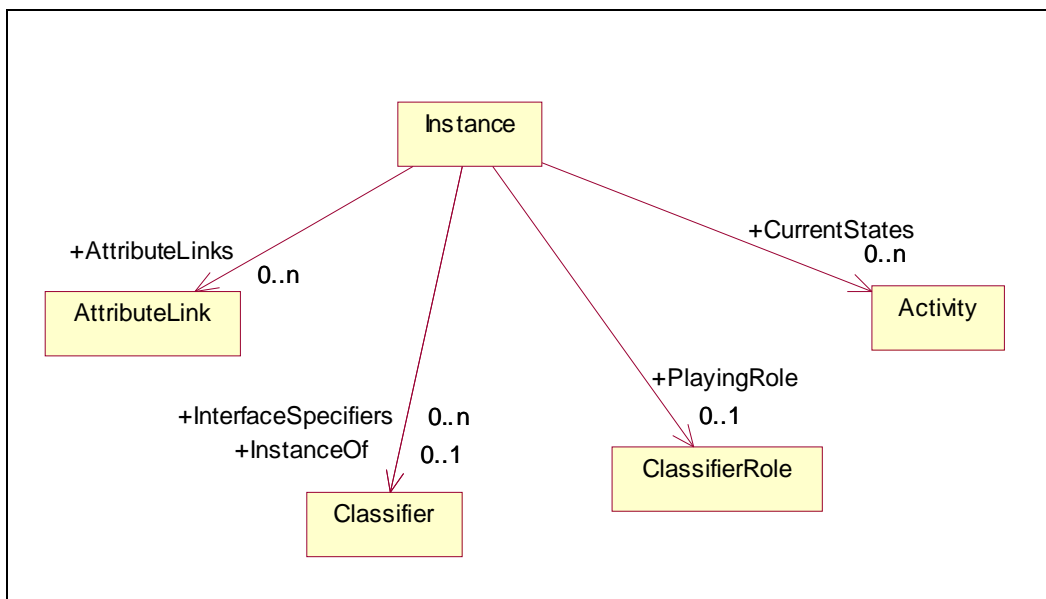 Instance
+CurrentStates
0..n
+AttributeLinks
0..n
AttributeLink
Activity
+PlayingRole
0..1
+InterfaceSpecifiers 0..n
+InstanceOf 0..1
ClassifierRole
Classifier